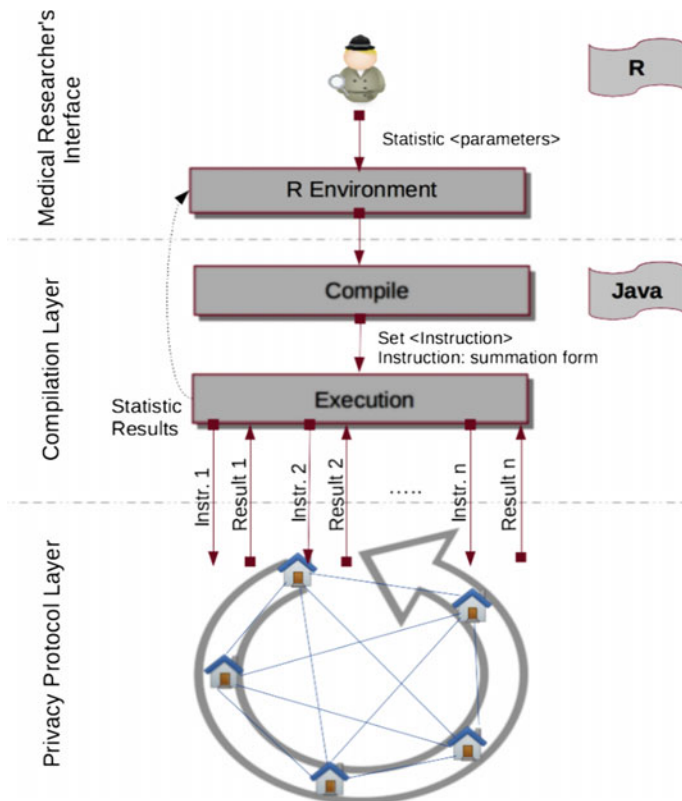 Medical Researcher's
Interface
R
Statistic <parameters>
R Environment
Compilation Layer
Compile
Java
Set <Instruction>
Instruction: summation form
Execution
Statistic
Results
Instr. 1
Result 1
Instr. 2
Result 2
.....
Instr. n
Result n
Privacy Protocol Layer